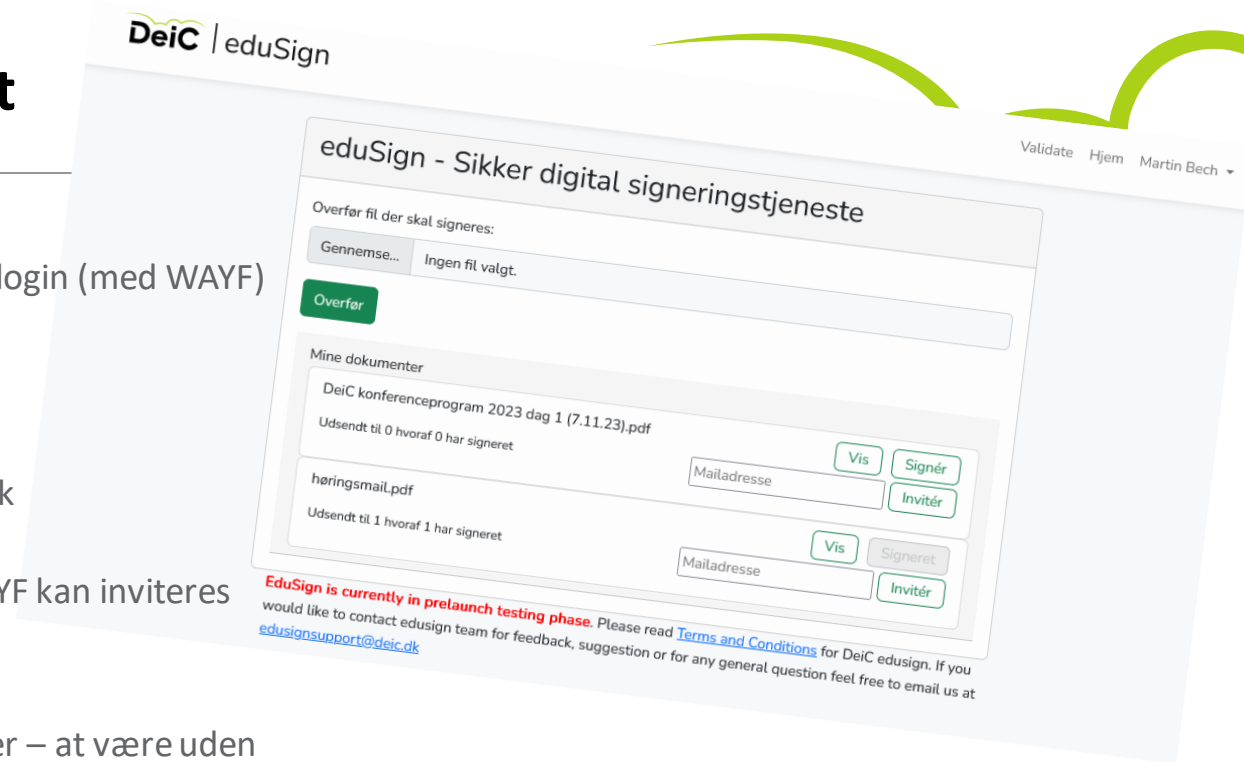 t
login (med WAYF)
k
YF kan inviteres
er – at være uden
DeiC | eduSign
Validate Hjem Martin Bech
eduSign - Sikker digital signeringstjeneste
Overfør fil der skal signeres:
Gennemse... Ingen fil valgt.
Overfør
Mine dokumenter
DeiC konferenceprogram 2023 dag 1 (7.11.23).pdf
Vis Signér
Udsendt til 0 hvoraf 0 har signeret
Mailadresse Invitér
høringsmail.pdf
Vis Signeret
Udsendt til 1 hvoraf 1 har signeret
Mailadresse Invitér
EduSign is currently in prelaunch testing phase. Please read Terms and Conditions for DeiC edusign. If you
would like to contact edusign team for feedback, suggestion or for any general question feel free to email us at
edusignsupport@deic.dk